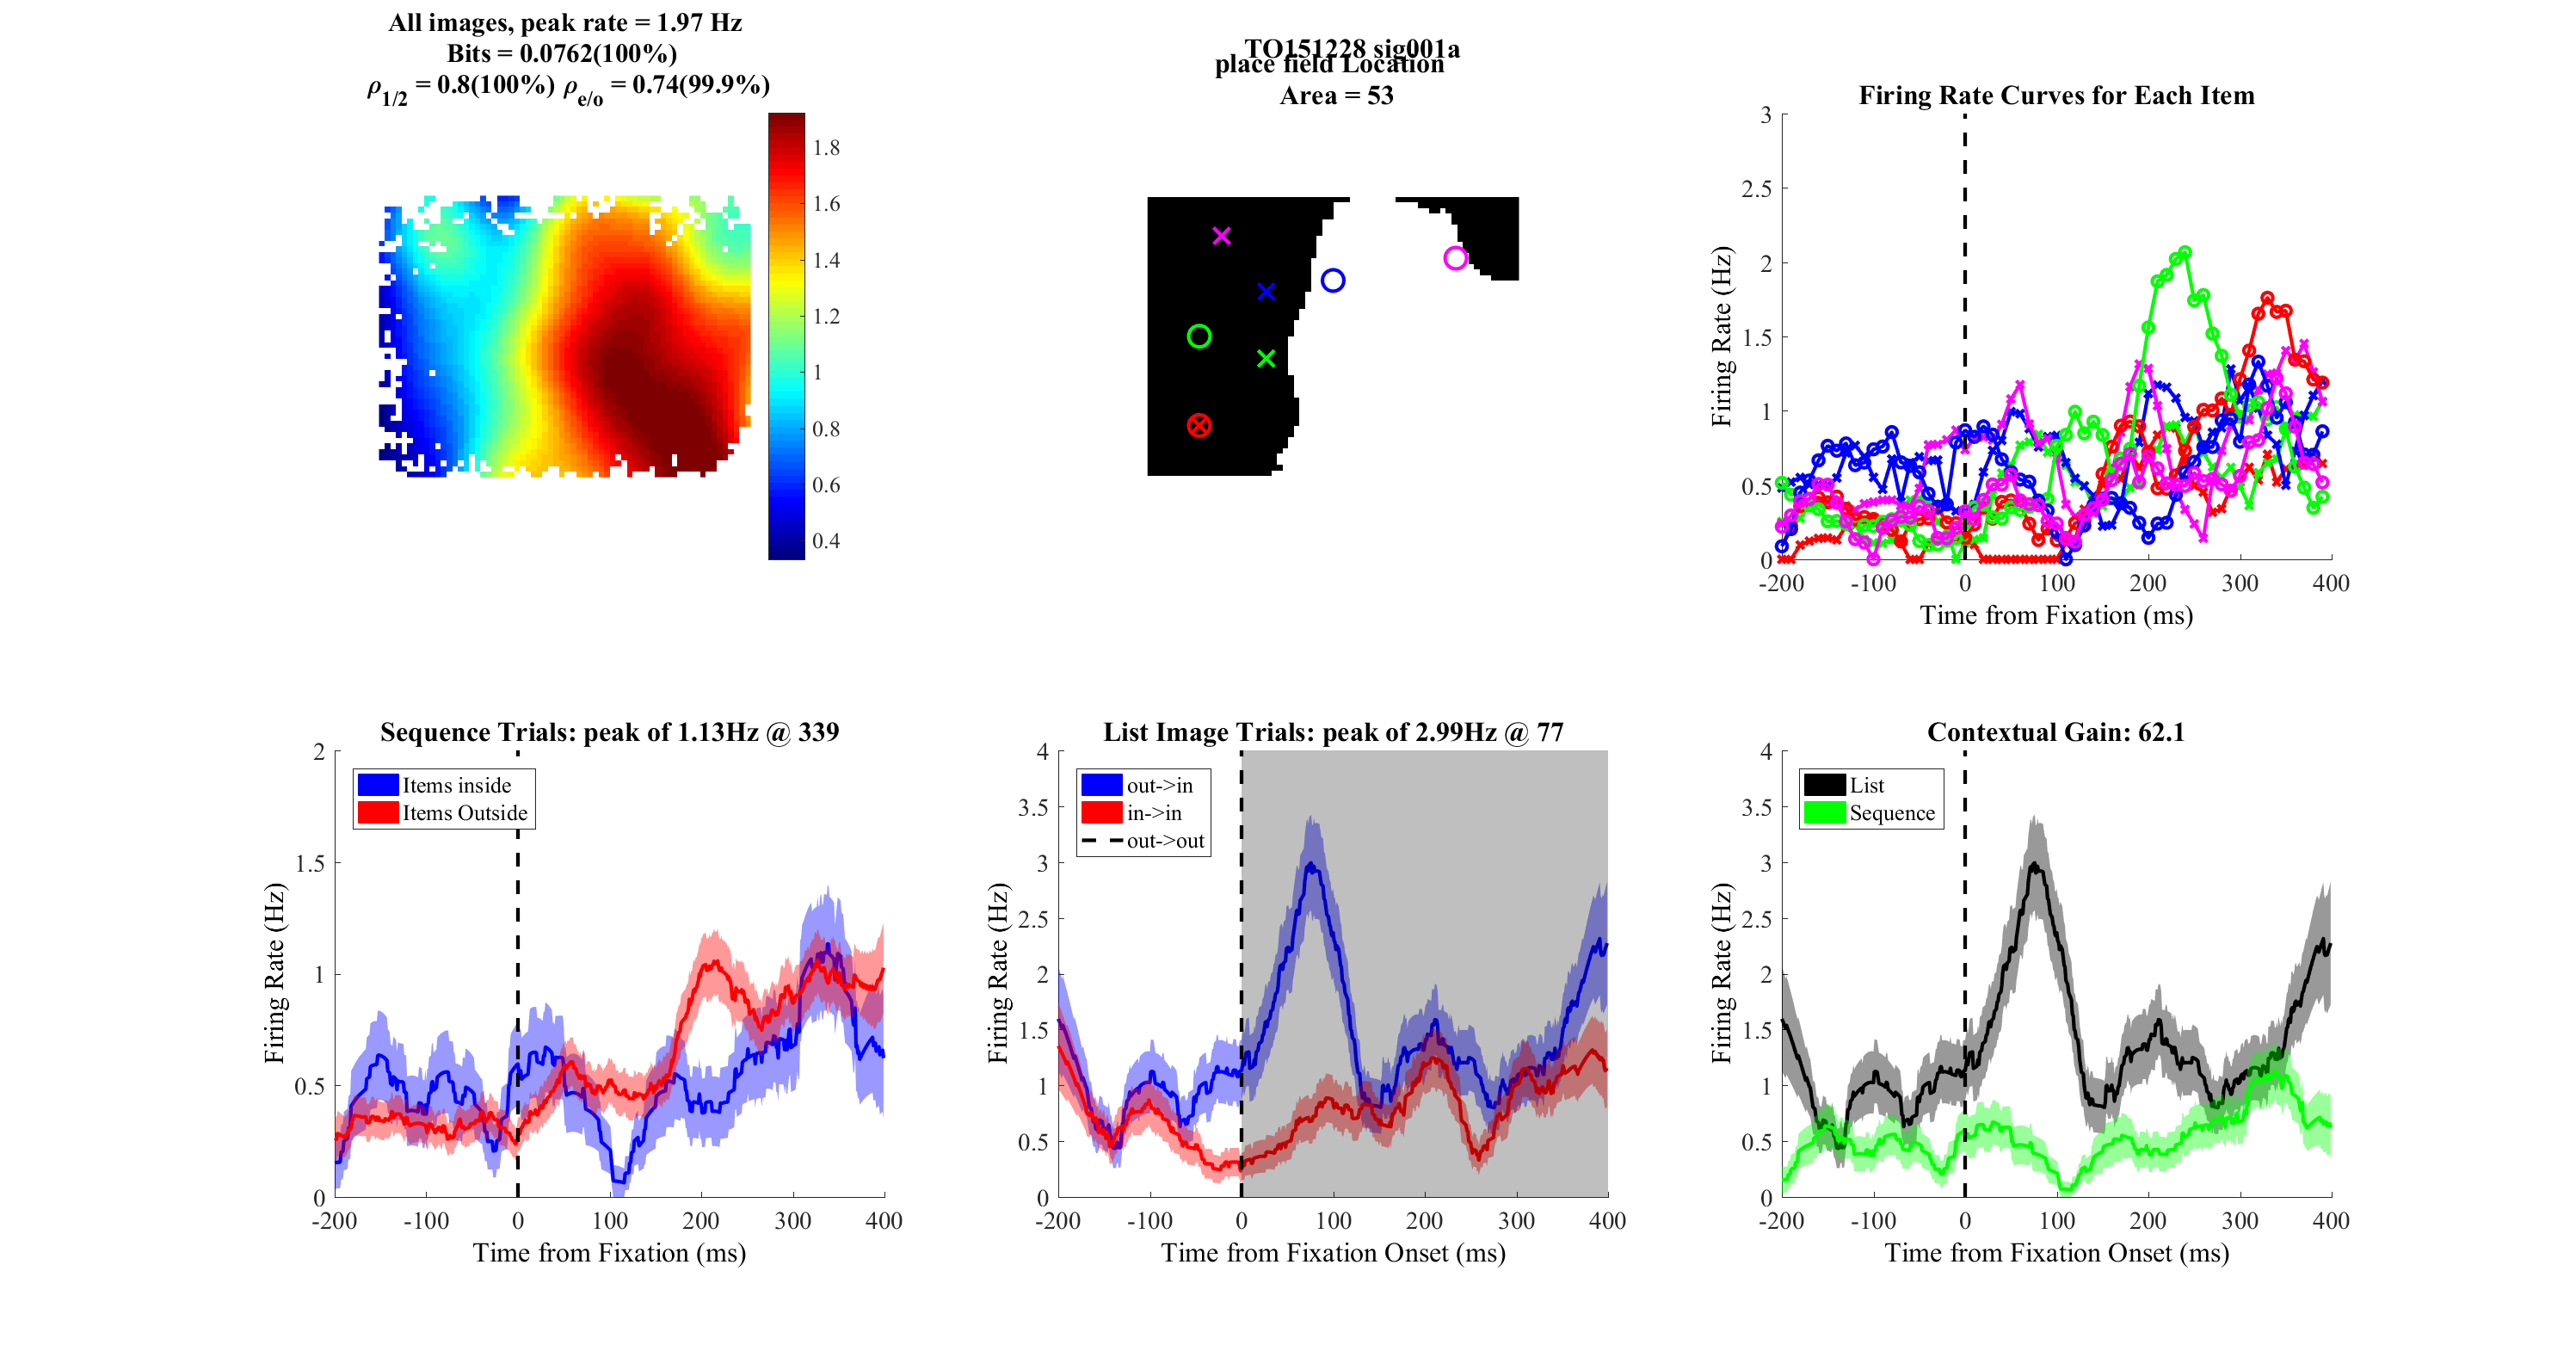 All images, peak rate = 1.97 Hz
Bits = 0.0762(100%)
ρ1/2 = 0.8(100%) ρe/o = 0.74(99.9%)
1.8
1.6
1.4
1.2
1
0.8
0.6
0.4
TO151228 sig001a
place field Location
Area = 53
Firing Rate Curves for Each Item
Firing Rate (Hz)
3
2.5
2
1.5
1
0.5
0
-200 -100 0 100 200 300 400
Time from Fixation (ms)
Sequence Trials: peak of 1.13Hz @ 339
Items inside
Items Outside
Firing Rate (Hz)
2
1.5
1
0.5
0
-200 -100 0 100 200 300 400
Time from Fixation (ms)
List Image Trials: peak of 2.99Hz @ 77
out->in
in->in
out->out
Firing Rate (Hz)
4
3.5
3
2.5
2
1.5
1
0.5
0
-200 -100 0 100 200 300 400
Time from Fixation Onset (ms)
Contextual Gain: 62.1
List
Sequence
Firing Rate (Hz)
4
3.5
3
2.5
2
1.5
1
0.5
0
-200 -100 0 100 200 300 400
Time from Fixation Onset (ms)